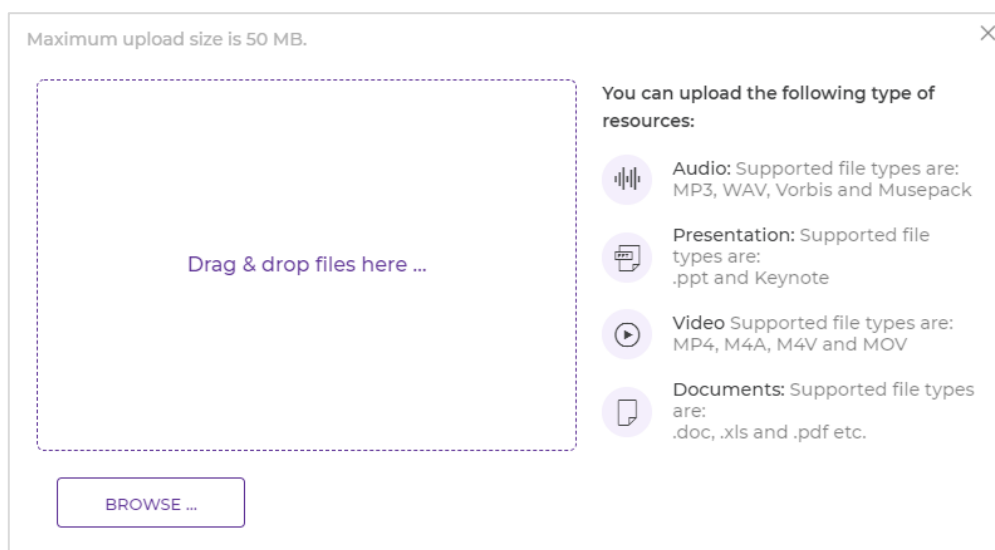 Maximum upload size is 50 MB.
Drag & drop files here ...
BROWSE ...
You can upload the following type of
resources:
Audio: Supported file types are:
MP3, WAV, Vorbis and Musepack
PPT
Presentation: Supported file
types are:
.ppt and Keynote
Video Supported file types are:
MP4, M4A, M4V and MOV
Documents: Supported file types
are:
.doc, .xls and .pdf etc.